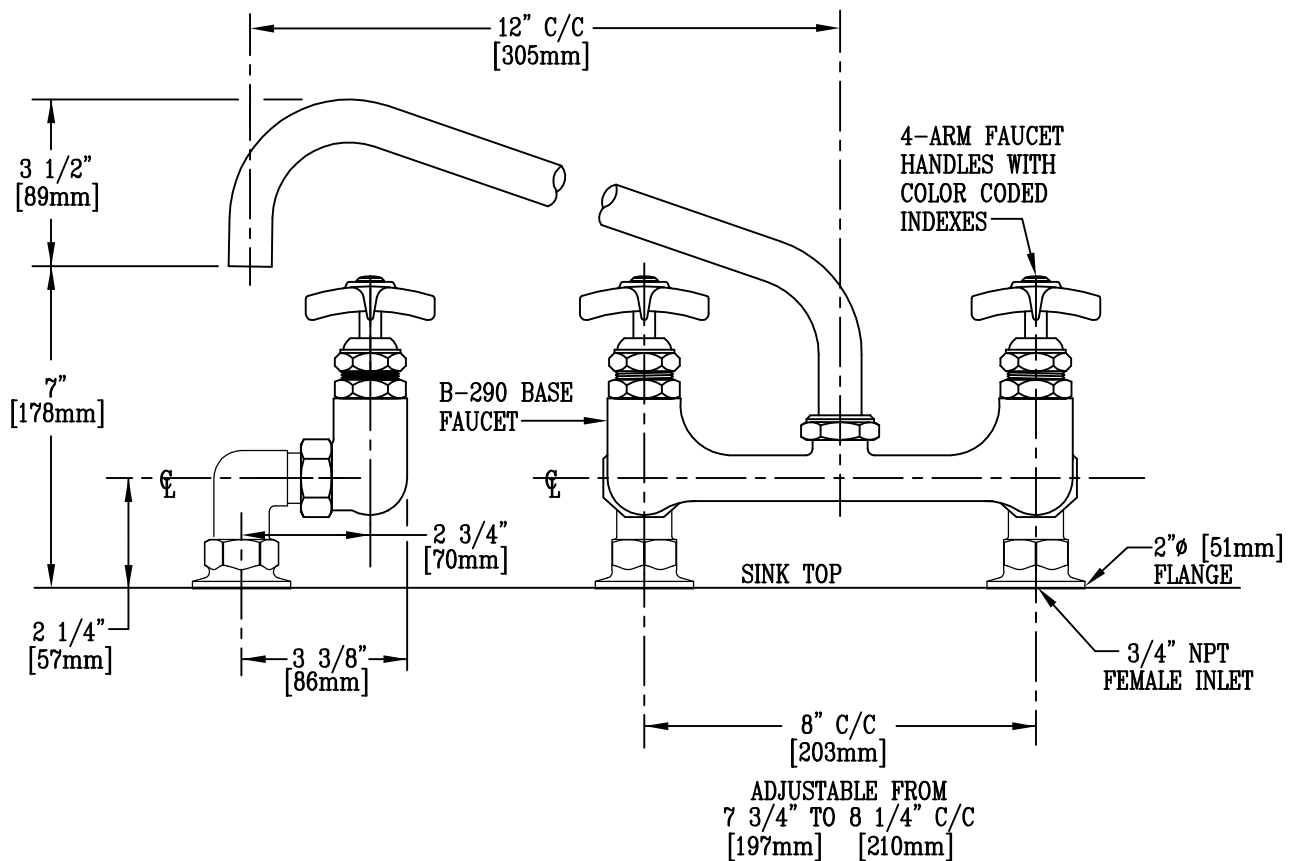 12" C/C
[305mm]
3 1/2"
[89mm]
4-ARM FAUCET
HANDLES WITH
COLOR CODED
INDEXES
7"
[178mm]
B-290 BASE
FAUCET
℄
℄
2 3/4"
[70mm]
SINK TOP
2"ø [51mm]
FLANGE
2 1/4"
[57mm]
3 3/8"
[86mm]
3/4" NPT
FEMALE INLET
8" C/C
[203mm]
ADJUSTABLE FROM
7 3/4" TO 8 1/4" C/C
[197mm] [210mm]